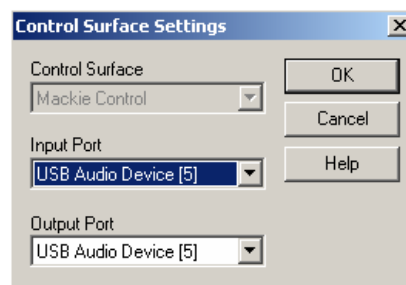 Control Surface Settings
Control Surface
Mackie Control
Input Port
USB Audio Device [5]
Output Port
USB Audio Device [5]
OK
Cancel
Help